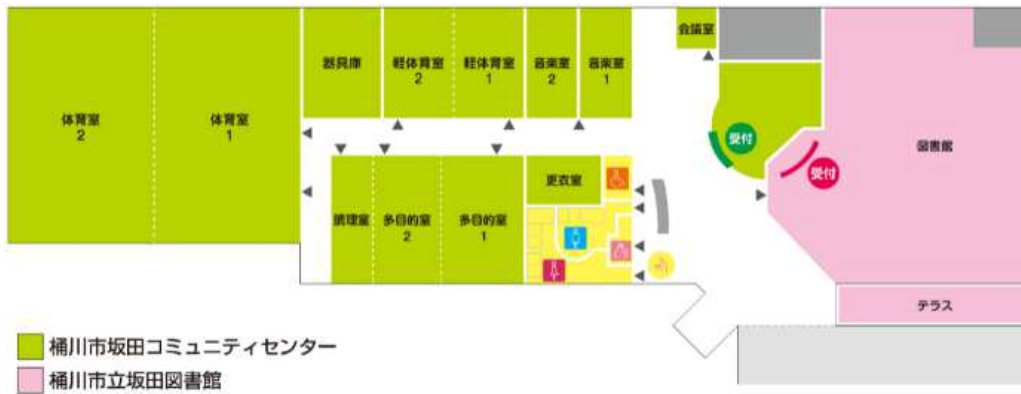 会議室
器具庫
軽体育室
2
軽体育室
1
音楽室
2
音楽室
1
体育室
2
体育室
1
受付
図書館
受付
更衣室
調理室
多目的室
2
多目的室
1
テラス
桶川市坂田コミュニティセンター
桶川市立坂田図書館